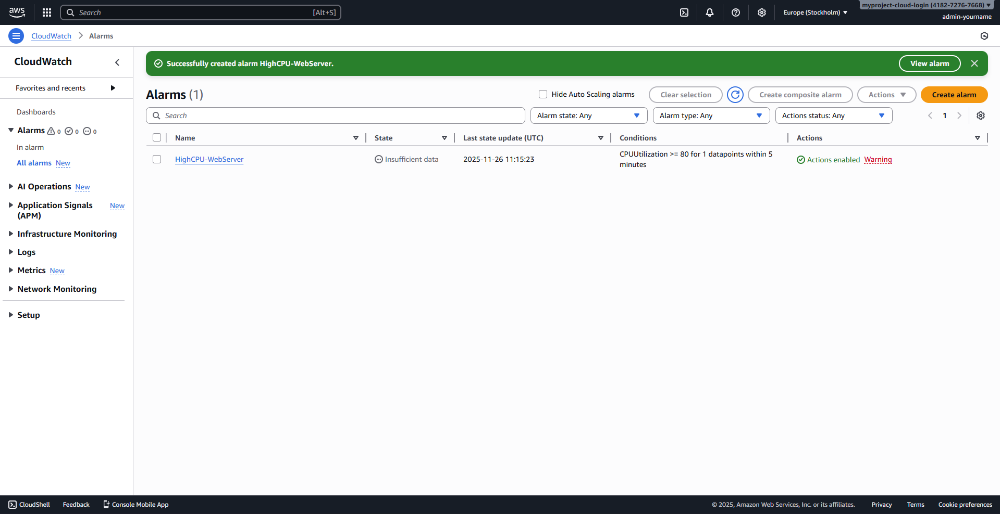 aws
Search [Alt+S]
Europe (Stockholm)
myproject-cloud-login (4182-7276-7668)
admin-yourname
CloudWatch
Alarms
CloudWatch
Favorites and recents
Dashboards
Alarms 0 0 0
In alarm
All alarms New
AI Operations New
Application Signals New
(APM)
Infrastructure Monitoring
Logs
Metrics New
Network Monitoring
Setup
Successfully created alarm HighCPU-WebServer.
View alarm
Alarms (1)
Hide Auto Scaling alarms
Clear selection
Create composite alarm
Actions
Create alarm
Search
Alarm state: Any
Alarm type: Any
Actions status: Any
1
Name State Last state update (UTC) Conditions Actions
HighCPU-WebServer
Insufficient data
2025-11-26 11:15:23
CPUUtilization >= 80 for 1 datapoints within 5
minutes
Actions enabled Warning
CloudShell Feedback Console Mobile App
© 2025, Amazon Web Services, Inc. or its affiliates. Privacy Terms Cookie preferences